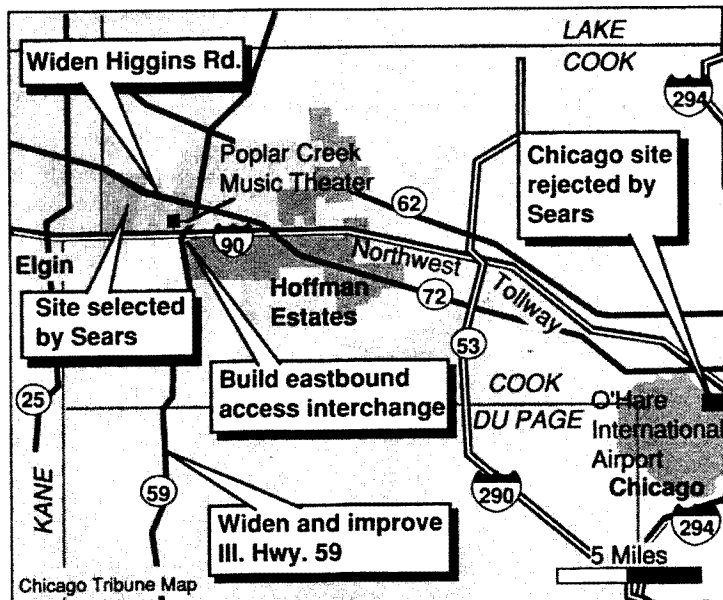 LAKE
COOK
Widen Higgins Rd.
294
Poplar Creek
Music Theater
Chicago site
rejected by
Sears
62
90
Northwest
Tollway
Elgin
Hoffman
Estates
72
Site selected
by Sears
53
Build eastbound
access interchange
COOK
DU PAGE
25
O'Hare
International
Airport
Chicago
KANE
59
290
294
Widen and improve
Ill. Hwy. 59
5 Miles
Chicago Tribune Map